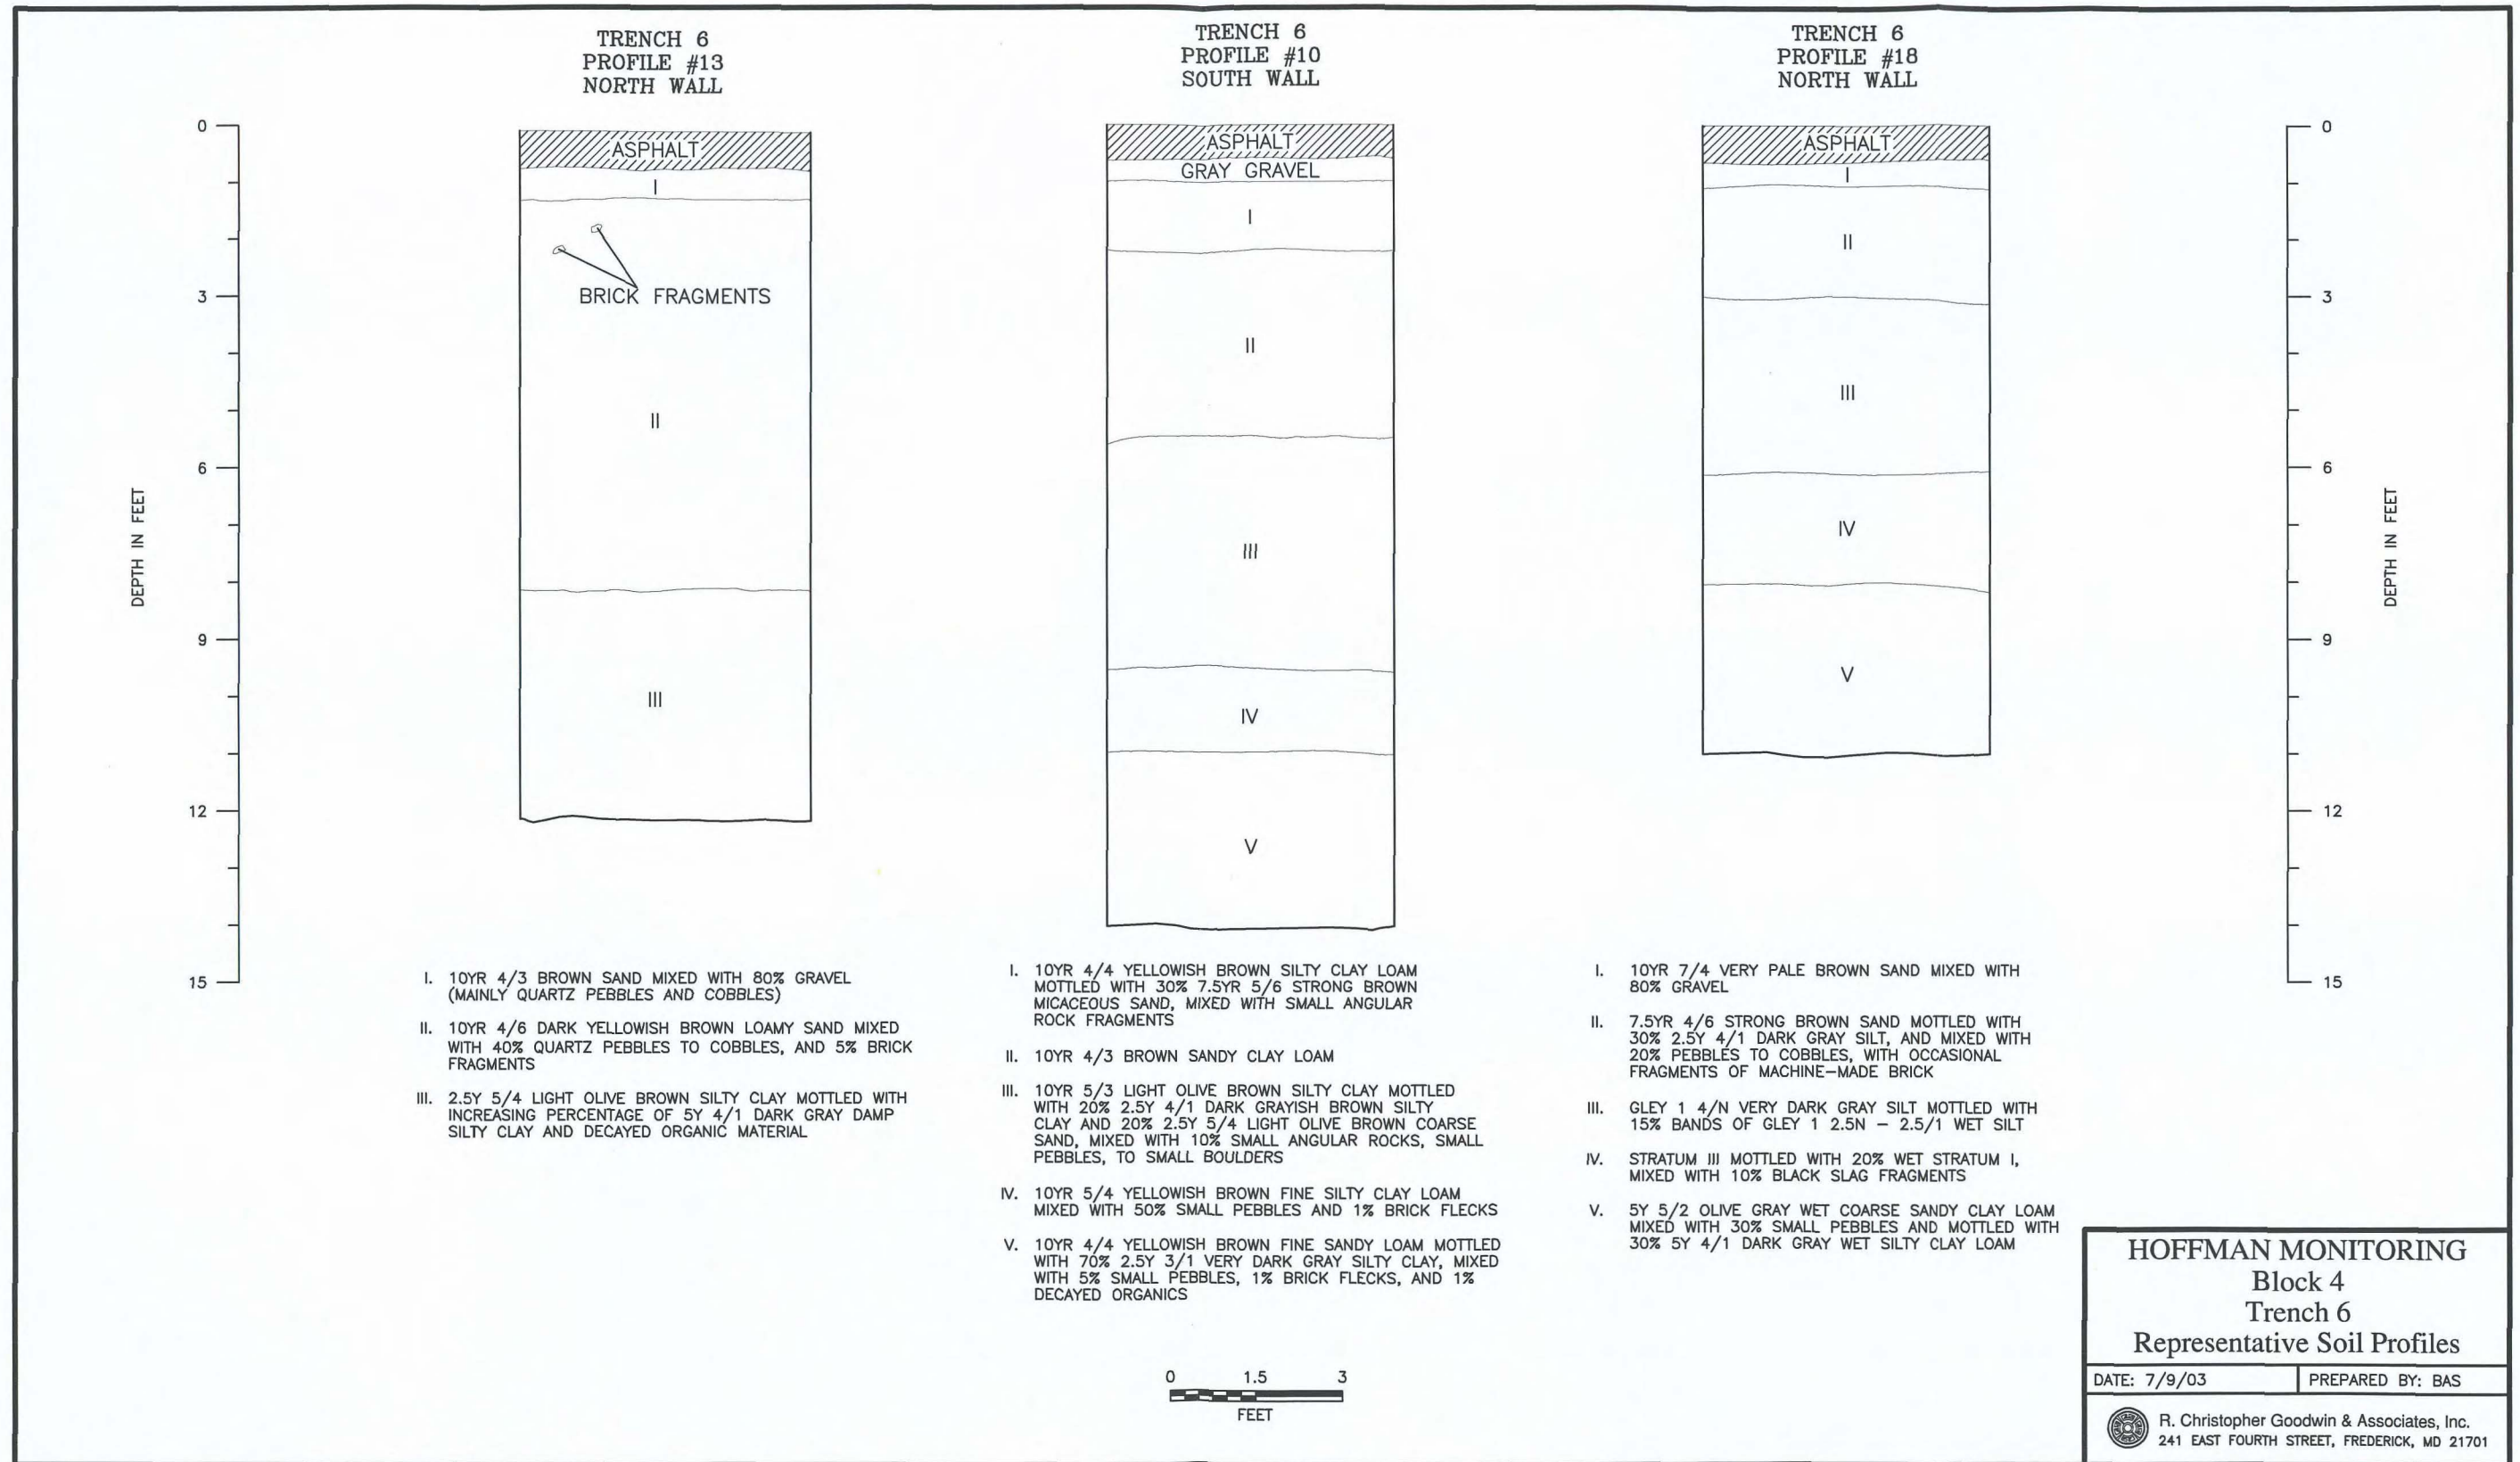 TRENCH 6
PROFILE #13
NORTH WALL
TRENCH 6
PROFILE #10
SOUTH WALL
TRENCH 6
PROFILE #18
NORTH WALL
0
3
6
9
12
15
DEPTH IN FEET
ASPHALT
I
BRICK FRAGMENTS
II
III
ASPHALT
GRAY GRAVEL
I
II
III
IV
V
ASPHALT
I
II
III
IV
V
0
3
6
9
12
15
DEPTH IN FEET
I. 10YR 4/3 BROWN SAND MIXED WITH 80% GRAVEL
(MAINLY QUARTZ PEBBLES AND COBBLES)
II. 10YR 4/6 DARK YELLOWISH BROWN LOAMY SAND MIXED
WITH 40% QUARTZ PEBBLES TO COBBLES, AND 5% BRICK
FRAGMENTS
III. 2.5Y 5/4 LIGHT OLIVE BROWN SILTY CLAY MOTTLED WITH
INCREASING PERCENTAGE OF 5Y 4/1 DARK GRAY DAMP
SILTY CLAY AND DECAYED ORGANIC MATERIAL
I. 10YR 4/4 YELLOWISH BROWN SILTY CLAY LOAM
MOTTLED WITH 30% 7.5YR 5/6 STRONG BROWN
MICACEOUS SAND, MIXED WITH SMALL ANGULAR
ROCK FRAGMENTS
II. 10YR 4/3 BROWN SANDY CLAY LOAM
III. 10YR 5/3 LIGHT OLIVE BROWN SILTY CLAY MOTTLED
WITH 20% 2.5Y 4/1 DARK GRAYISH BROWN SILTY
CLAY AND 20% 2.5Y 5/4 LIGHT OLIVE BROWN COARSE
SAND, MIXED WITH 10% SMALL ANGULAR ROCKS, SMALL
PEBBLES, TO SMALL BOULDERS
IV. 10YR 5/4 YELLOWISH BROWN FINE SILTY CLAY LOAM
MIXED WITH 50% SMALL PEBBLES AND 1% BRICK FLECKS
V. 10YR 4/4 YELLOWISH BROWN FINE SANDY LOAM MOTTLED
WITH 70% 2.5Y 3/1 VERY DARK GRAY SILTY CLAY, MIXED
WITH 5% SMALL PEBBLES, 1% BRICK FLECKS, AND 1%
DECAYED ORGANICS
I. 10YR 7/4 VERY PALE BROWN SAND MIXED WITH
80% GRAVEL
II. 7.5YR 4/6 STRONG BROWN SAND MOTTLED WITH
30% 2.5Y 4/1 DARK GRAY SILT, AND MIXED WITH
20% PEBBLES TO COBBLES, WITH OCCASIONAL
FRAGMENTS OF MACHINE–MADE BRICK
III. GLEY 1 4/N VERY DARK GRAY SILT MOTTLED WITH
15% BANDS OF GLEY 1 2.5N – 2.5/1 WET SILT
IV. STRATUM III MOTTLED WITH 20% WET STRATUM I,
MIXED WITH 10% BLACK SLAG FRAGMENTS
V. 5Y 5/2 OLIVE GRAY WET COARSE SANDY CLAY LOAM
MIXED WITH 30% SMALL PEBBLES AND MOTTLED WITH
30% 5Y 4/1 DARK GRAY WET SILTY CLAY LOAM
0 1.5 3
FEET
HOFFMAN MONITORING
Block 4
Trench 6
Representative Soil Profiles
DATE: 7/9/03
PREPARED BY: BAS
R. Christopher Goodwin & Associates, Inc.
241 EAST FOURTH STREET, FREDERICK, MD 21701